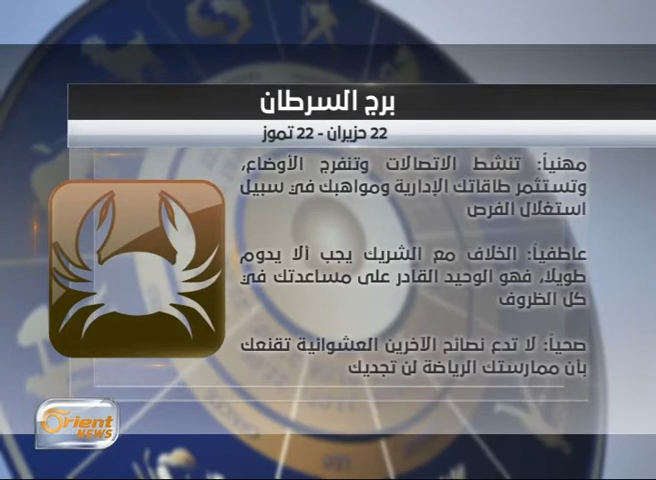 برج السرطان
22 حزيران - 22 تموز
مهنياً: تنشط الاتصالات وتنفرج الأوضاع،
وتستثمر طاقاتك الإدارية ومواهبك في سبيل
استغلال الفرص
عاطفياً: الخلاف مع الشريك يجب ألا يدوم
طويلا، فهو الوحيد القادر على مساعدتك في
كل الظروف
صحياً: لا تدع نصائح الآخرين العشوائية تقنعك
بأن ممارستك الرياضة لن تجديك
Orient
NEWS